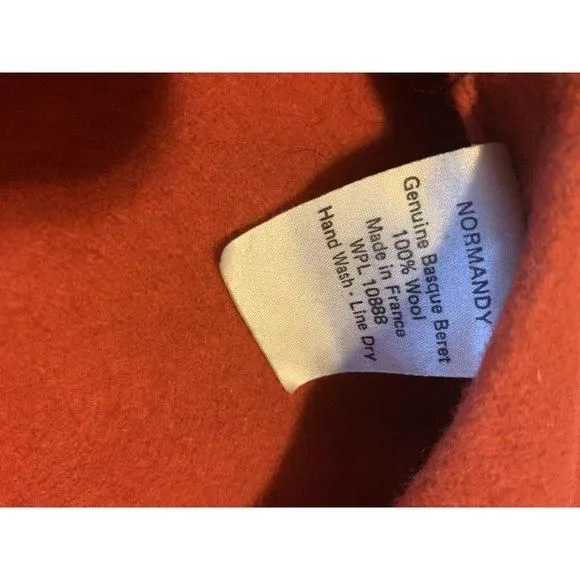 NORMANDY
Genuine Basque Beret
100% Wool
Made in France
WPL 10888
Hand Wash - Line Dry